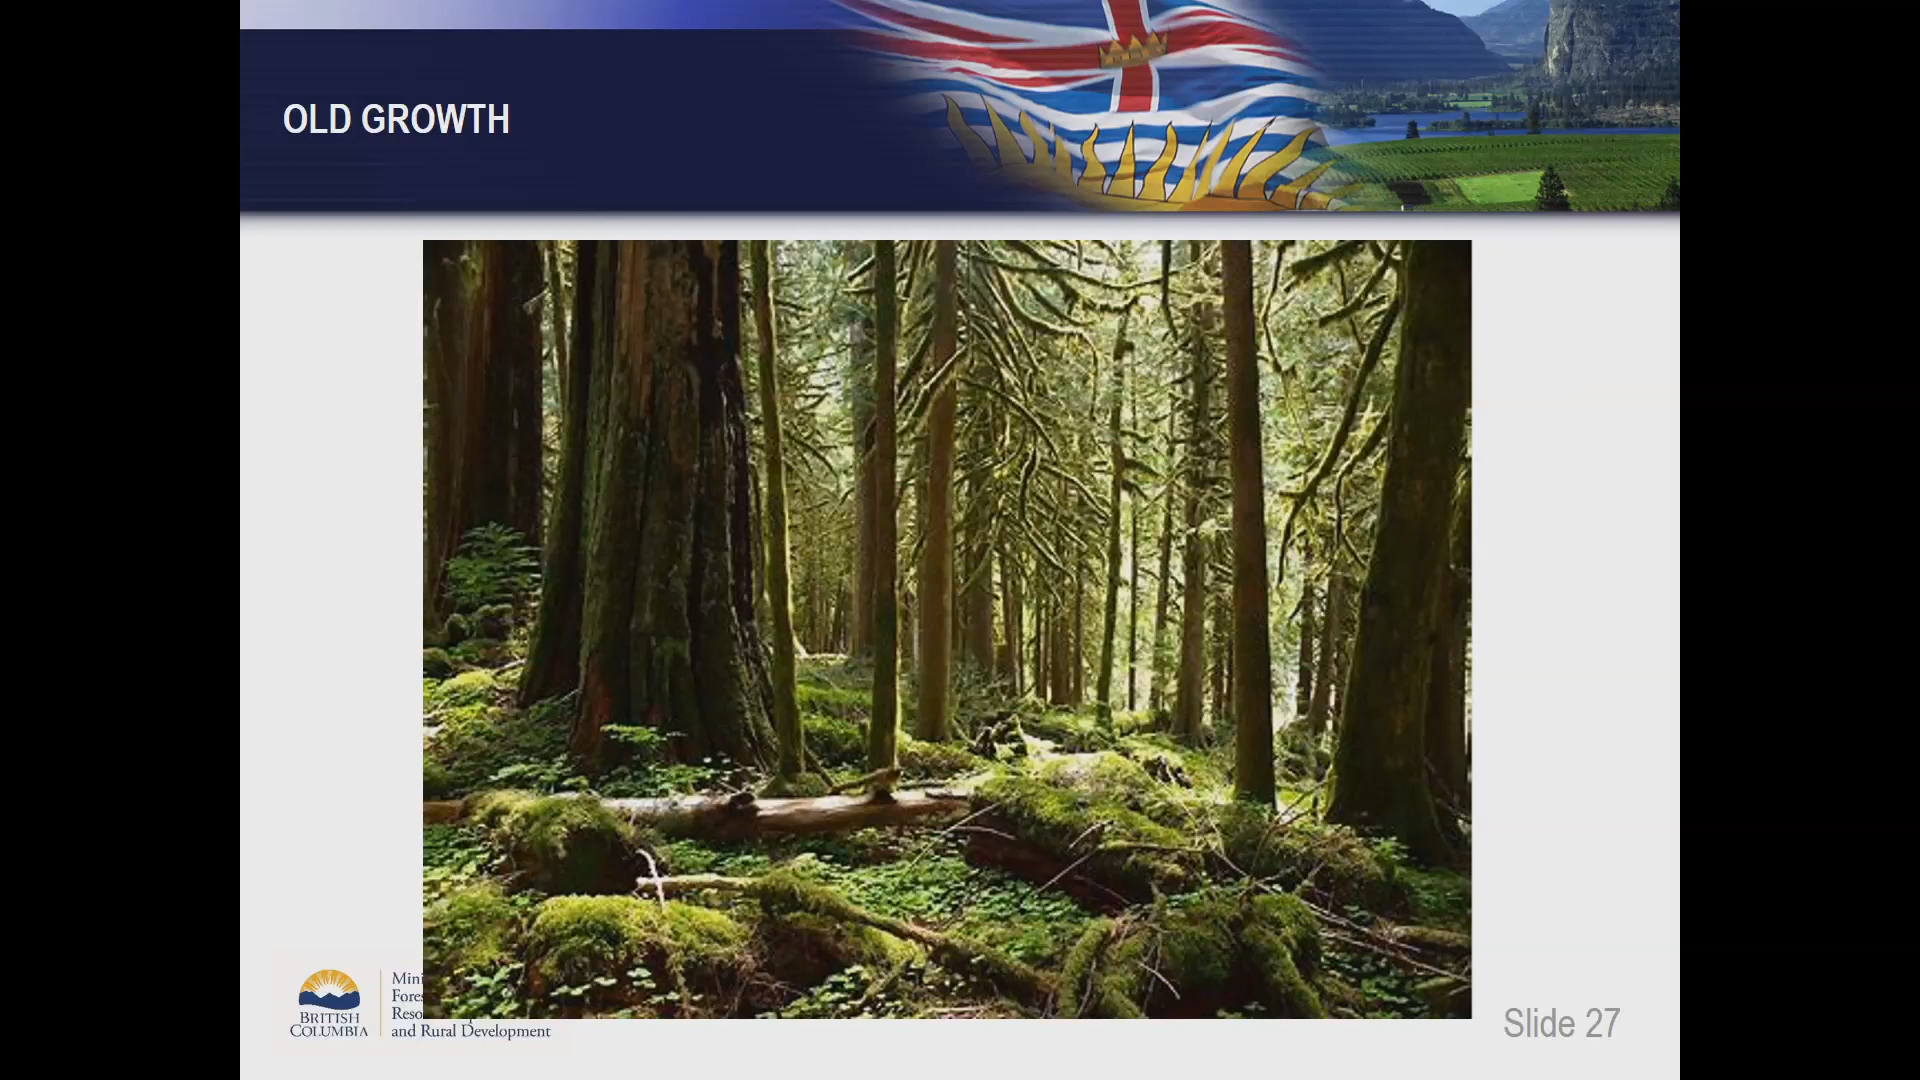 OLD GROWTH
BRITISH
COLUMBIA
and Rural Development
Slide 27